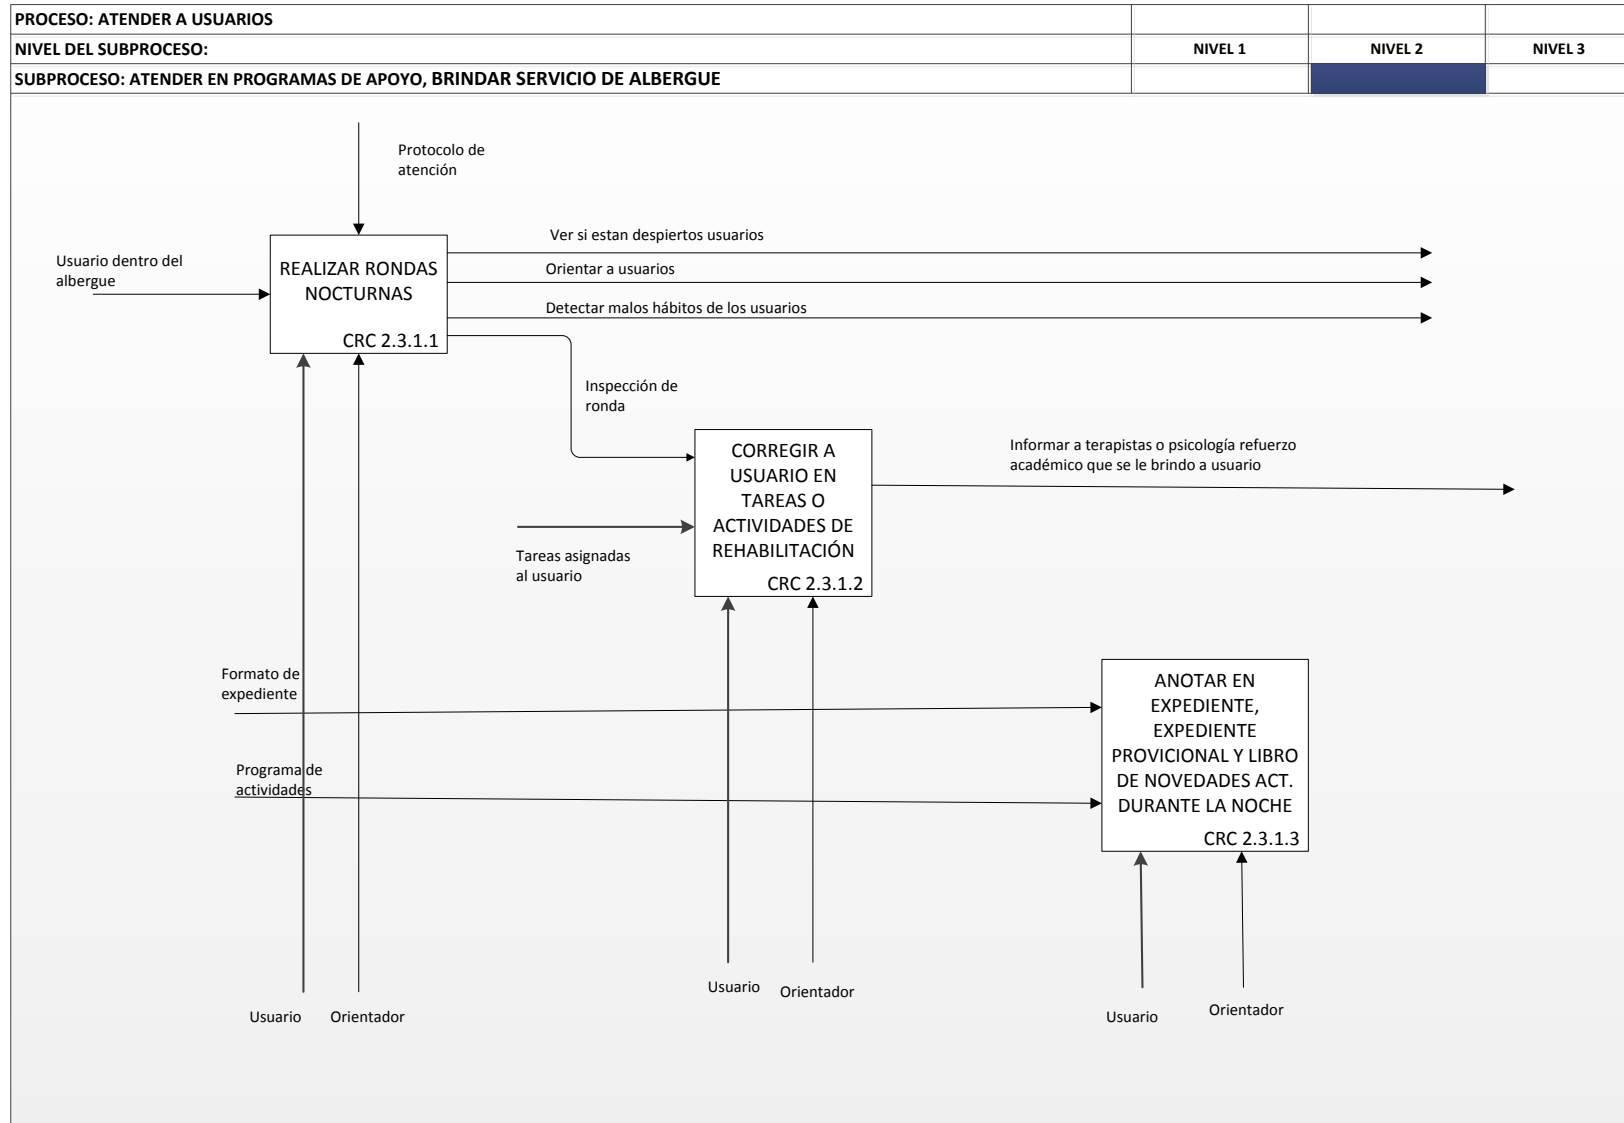 PROCESO: ATENDER A USUARIOS
NIVEL DEL SUBPROCESO:
NIVEL 1
NIVEL 2
NIVEL 3
SUBPROCESO: ATENDER EN PROGRAMAS DE APOYO, BRINDAR SERVICIO DE ALBERGUE
Protocolo de
atención
Usuario dentro del
albergue
REALIZAR RONDAS
NOCTURNAS
CRC 2.3.1.1
Ver si estan despiertos usuarios
Orientar a usuarios
Detectar malos hábitos de los usuarios
Inspección de
ronda
CORREGIR A
USUARIO EN
TAREAS O
ACTIVIDADES DE
REHABILITACIÓN
CRC 2.3.1.2
Informar a terapistas o psicología refuerzo
académico que se le brindo a usuario
Tareas asignadas
al usuario
Formato de
expediente
Programa de
actividades
ANOTAR EN
EXPEDIENTE,
EXPEDIENTE
PROVICIONAL Y LIBRO
DE NOVEDADES ACT.
DURANTE LA NOCHE
CRC 2.3.1.3
Usuario
Orientador
Usuario
Orientador
Usuario
Orientador